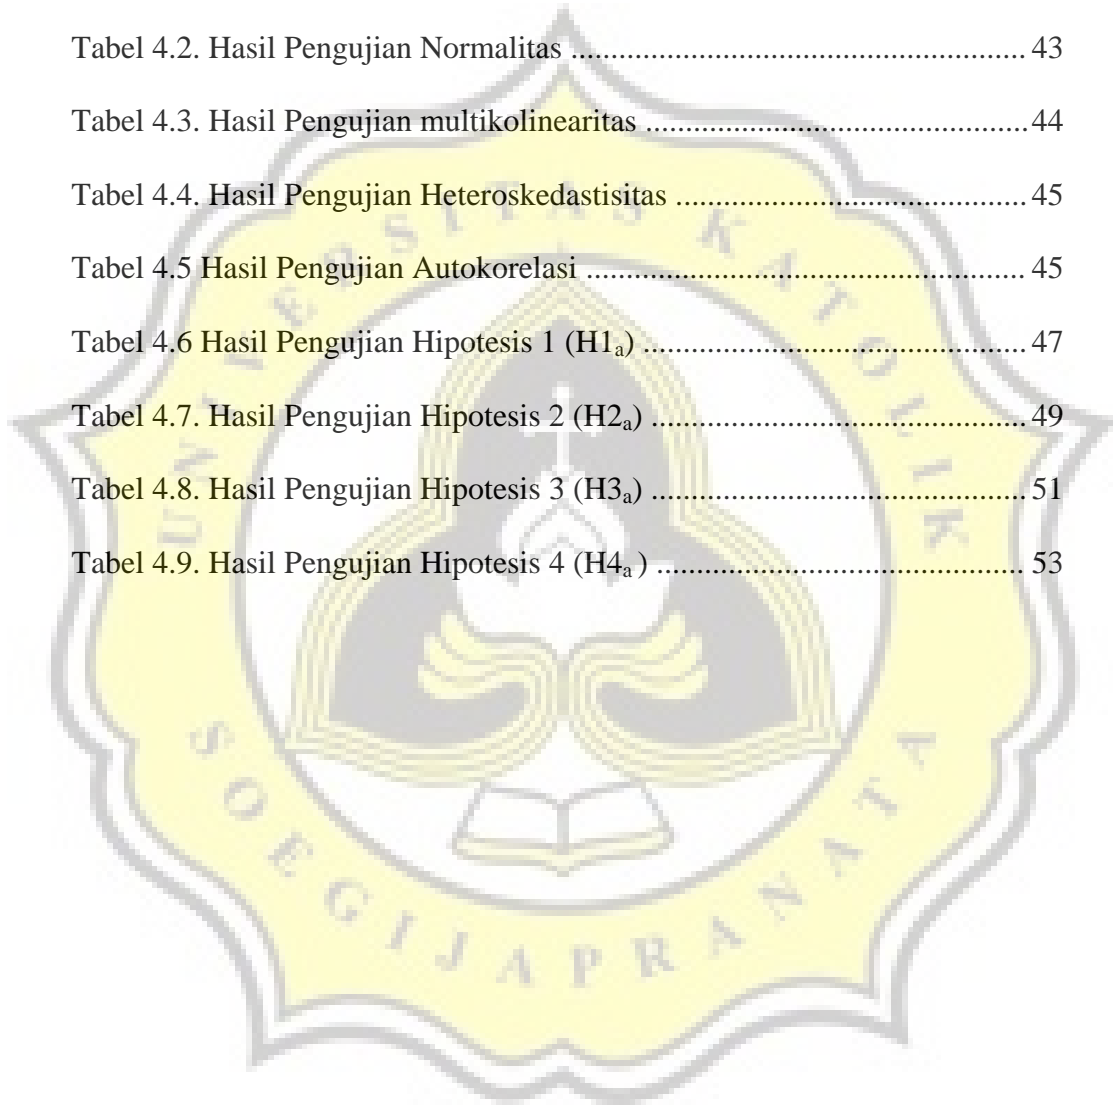 Tabel 4.2. Hasil Pengujian Normalitas ................................................ 43
Tabel 4.3. Hasil Pengujian multikolinearitas ........................................ 44
Tabel 4.4. Hasil Pengujian Heteroskedastisitas ..................................... 45
Tabel 4.5 Hasil Pengujian Autokorelasi .............................................. 45
Tabel 4.6 Hasil Pengujian Hipotesis 1 (H1a) ........................................ 47
Tabel 4.7. Hasil Pengujian Hipotesis 2 (H2a) ....................................... 49
Tabel 4.8. Hasil Pengujian Hipotesis 3 (H3a) ....................................... 51
Tabel 4.9. Hasil Pengujian Hipotesis 4 (H4a ) ...................................... 53
UNIVERSITAS KATOLIK
SOEGIJAPRANATA